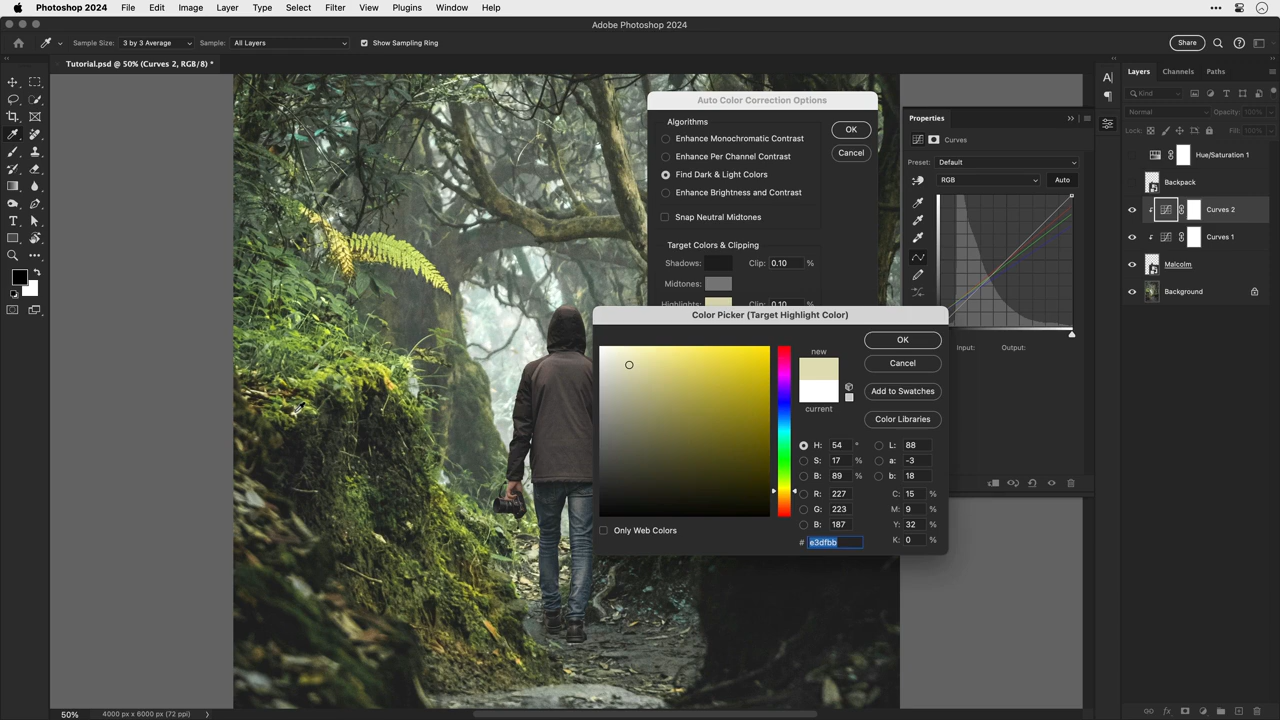 Photoshop 2024 File Edit Image Layer Type Select Filter View Plugins Window Help
Adobe Photoshop 2024
Sample Size: 3 by 3 Average Sample: All Layers Show Sampling Ring Share
Tutorial.psd @ 50% (Curves 2, RGB/8) *
Auto Color Correction Options
Algorithms
Enhance Monochromatic Contrast
Enhance Per Channel Contrast
Find Dark & Light Colors
Enhance Brightness and Contrast
Snap Neutral Midtones
OK
Cancel
Target Colors & Clipping
Shadows: Clip: 0.10 %
Midtones:
Highlights: Clip: 0.10 %
Color Picker (Target Highlight Color)
new
current
OK
Cancel
Add to Swatches
Color Libraries
H: 54 °
S: 17 %
B: 89 %
R: 227
G: 223
B: 187
# e3dfbb
L: 88
a: -3
b: 18
C: 15 %
M: 9 %
Y: 32 %
K: 0 %
Only Web Colors
Properties
Curves
Preset: Default
RGB Auto
Input: Output:
Layers Channels Paths
Kind
Normal Opacity: 100%
Lock: Fill: 100%
Hue/Saturation 1
Backpack
Curves 2
Curves 1
Malcolm
Background
50% 4000 px x 6000 px (72 ppi)